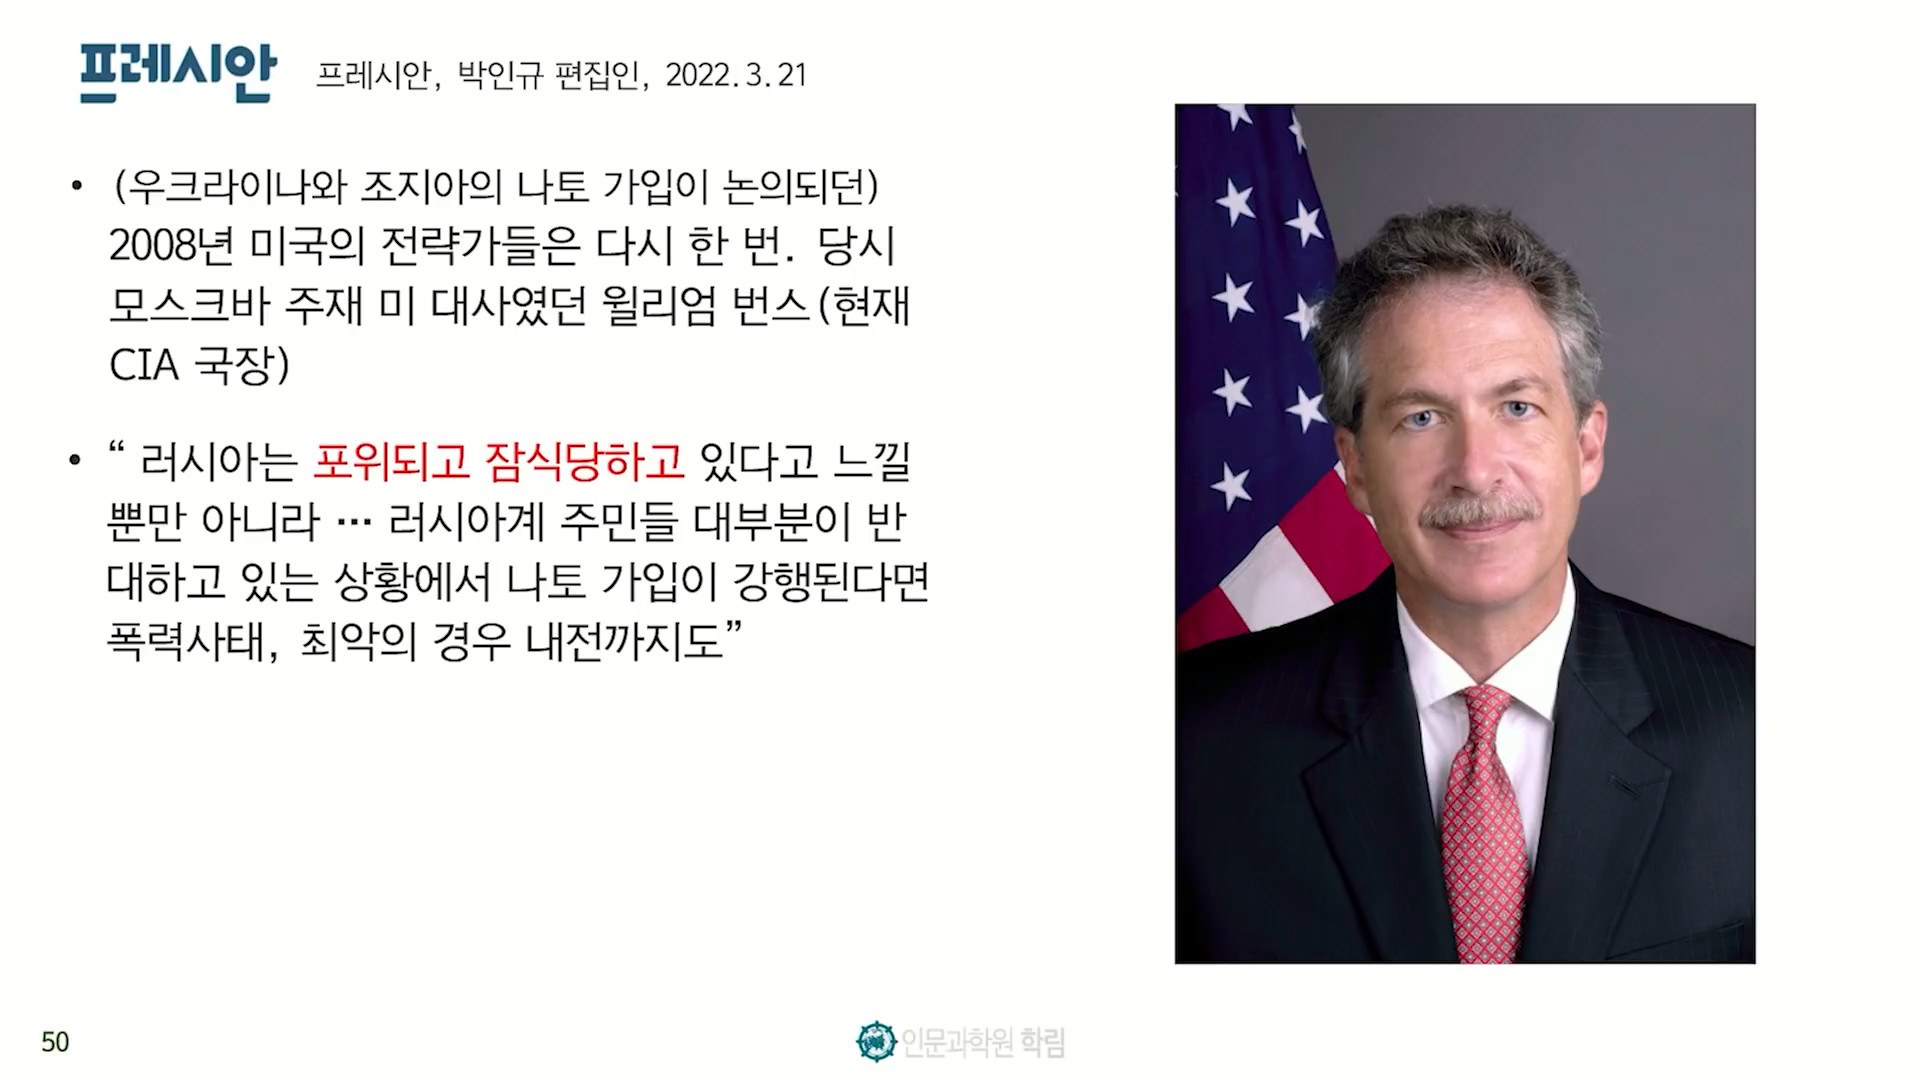 프레시안
프레시안, 박인규 편집인, 2022.3.21
• (우크라이나와 조지아의 나토 가입이 논의되던)
2008년 미국의 전략가들은 다시 한 번. 당시
모스크바 주재 미 대사였던 윌리엄 번스(현재
CIA 국장)
• “ 러시아는 포위되고 잠식당하고 있다고 느낄
뿐만 아니라 … 러시아계 주민들 대부분이 반
대하고 있는 상황에서 나토 가입이 강행된다면
폭력사태, 최악의 경우 내전까지도”
50
인문과학원 학림